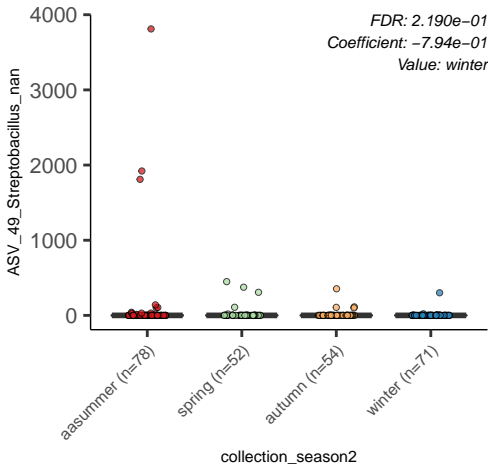 FDR: 2.190e−01
Coefficient: −7.94e−01
Value: winter
4000
3000
2000
1000
0
ASV_49_Streptobacillus_nan
aasummer (n=78)
spring (n=52)
autumn (n=54)
winter (n=71)
collection_season2